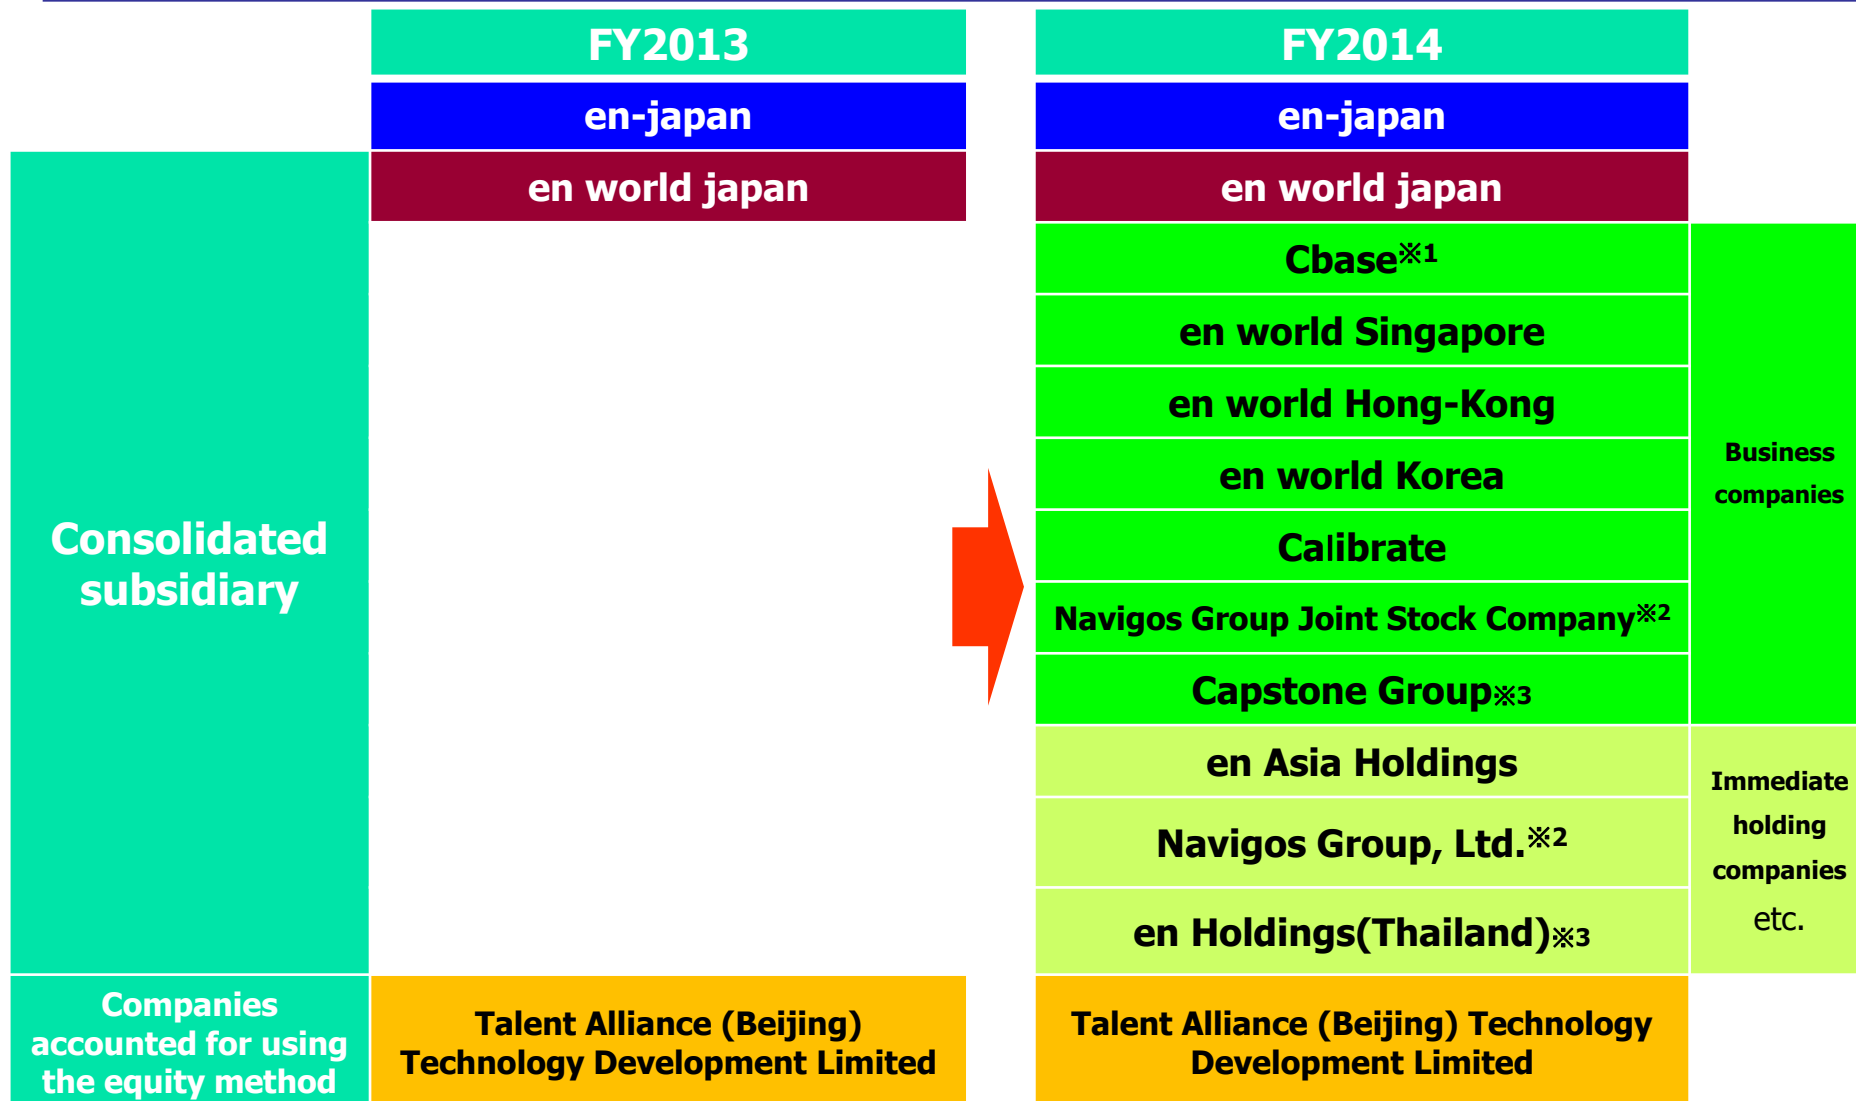 FY2013
FY2014
en-japan
en-japan
Consolidated
subsidiary
en world japan
en world japan
Cbase※1
en world Singapore
en world Hong-Kong
en world Korea
Calibrate
Navigos Group Joint Stock Company※2
Capstone Group※3
Business
companies
en Asia Holdings
Navigos Group, Ltd.※2
en Holdings(Thailand)※3
Immediate
holding
companies
etc.
Companies
accounted for using
the equity method
Talent Alliance (Beijing)
Technology Development Limited
Talent Alliance (Beijing) Technology
Development Limited